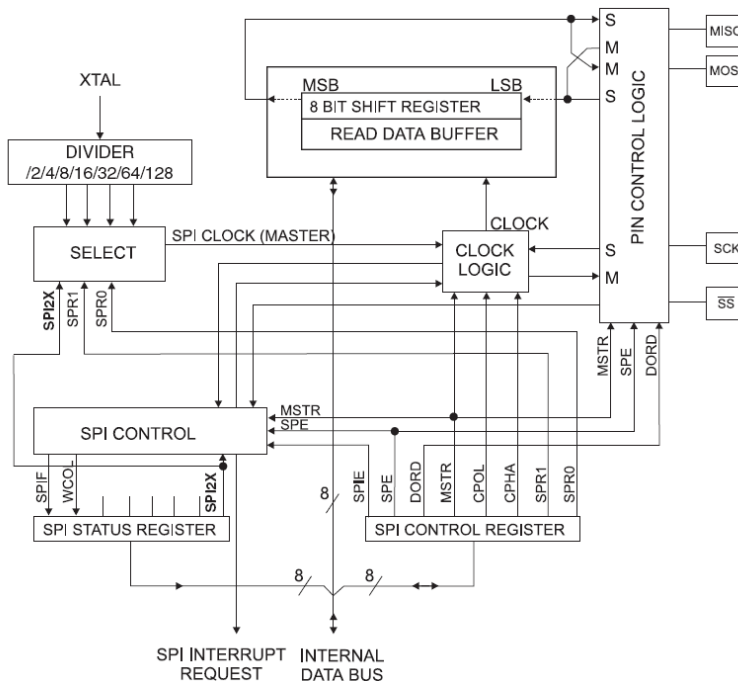 S
MISO
M
M
MOS
XTAL
MSB
LSB
S
8 BIT SHIFT REGISTER
READ DATA BUFFER
DIVIDER
/2/4/8/16/32/64/128
PIN CONTROL LOGIC
SPI CLOCK (MASTER)
CLOCK
SELECT
CLOCK
LOGIC
S
SCK
M
SS
SPI2X
SPR1
SPR0
MSTR
SPE
DORD
MSTR
SPE
SPI CONTROL
SPIF
WCOL
SPI2X
SPIE
SPE
DORD
MSTR
CPOL
CPHA
SPR1
SPR0
8
SPI STATUS REGISTER
SPI CONTROL REGISTER
8
8
SPI INTERRUPT
REQUEST
INTERNAL
DATA BUS